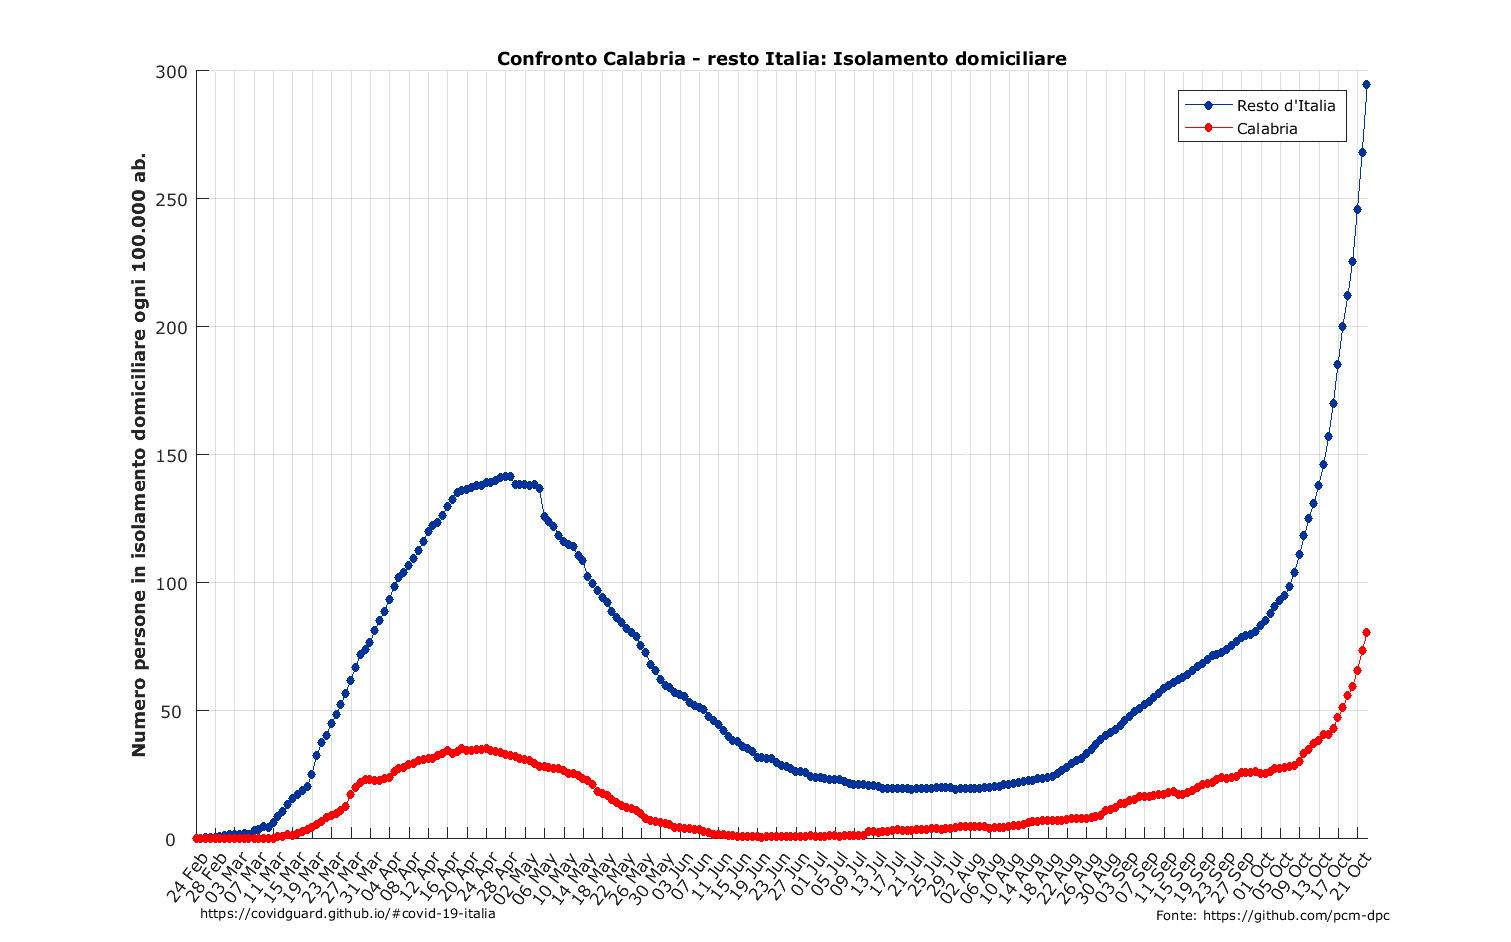 Confronto Calabria - resto Italia: Isolamento domiciliare
Resto d'Italia
Calabria
Numero persone in isolamento domiciliare ogni 100.000 ab.
300
250
200
150
100
50
0
24 Feb
28 Feb
03 Mar
07 Mar
11 Mar
15 Mar
19 Mar
23 Mar
27 Mar
31 Mar
04 Apr
08 Apr
12 Apr
16 Apr
20 Apr
24 Apr
28 Apr
02 May
06 May
10 May
14 May
18 May
22 May
26 May
30 May
03 Jun
07 Jun
11 Jun
15 Jun
19 Jun
23 Jun
27 Jun
01 Jul
05 Jul
09 Jul
13 Jul
17 Jul
21 Jul
25 Jul
29 Jul
02 Aug
06 Aug
10 Aug
14 Aug
18 Aug
22 Aug
26 Aug
30 Aug
03 Sep
07 Sep
11 Sep
15 Sep
19 Sep
23 Sep
27 Sep
01 Oct
05 Oct
09 Oct
13 Oct
17 Oct
21 Oct
https://covidguard.github.io/#covid-19-italia
Fonte: https://github.com/pcm-dpc